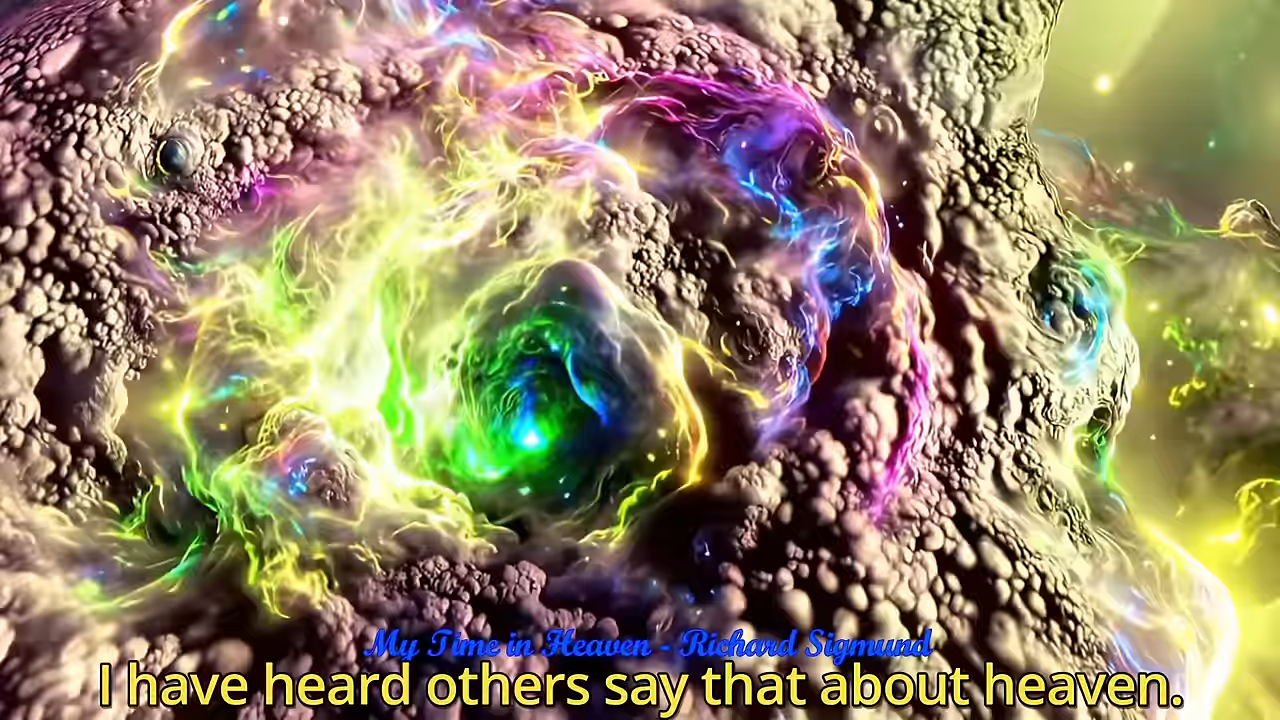 My Time in Heaven - Richard Sigmund
I have heard others say that about heaven.